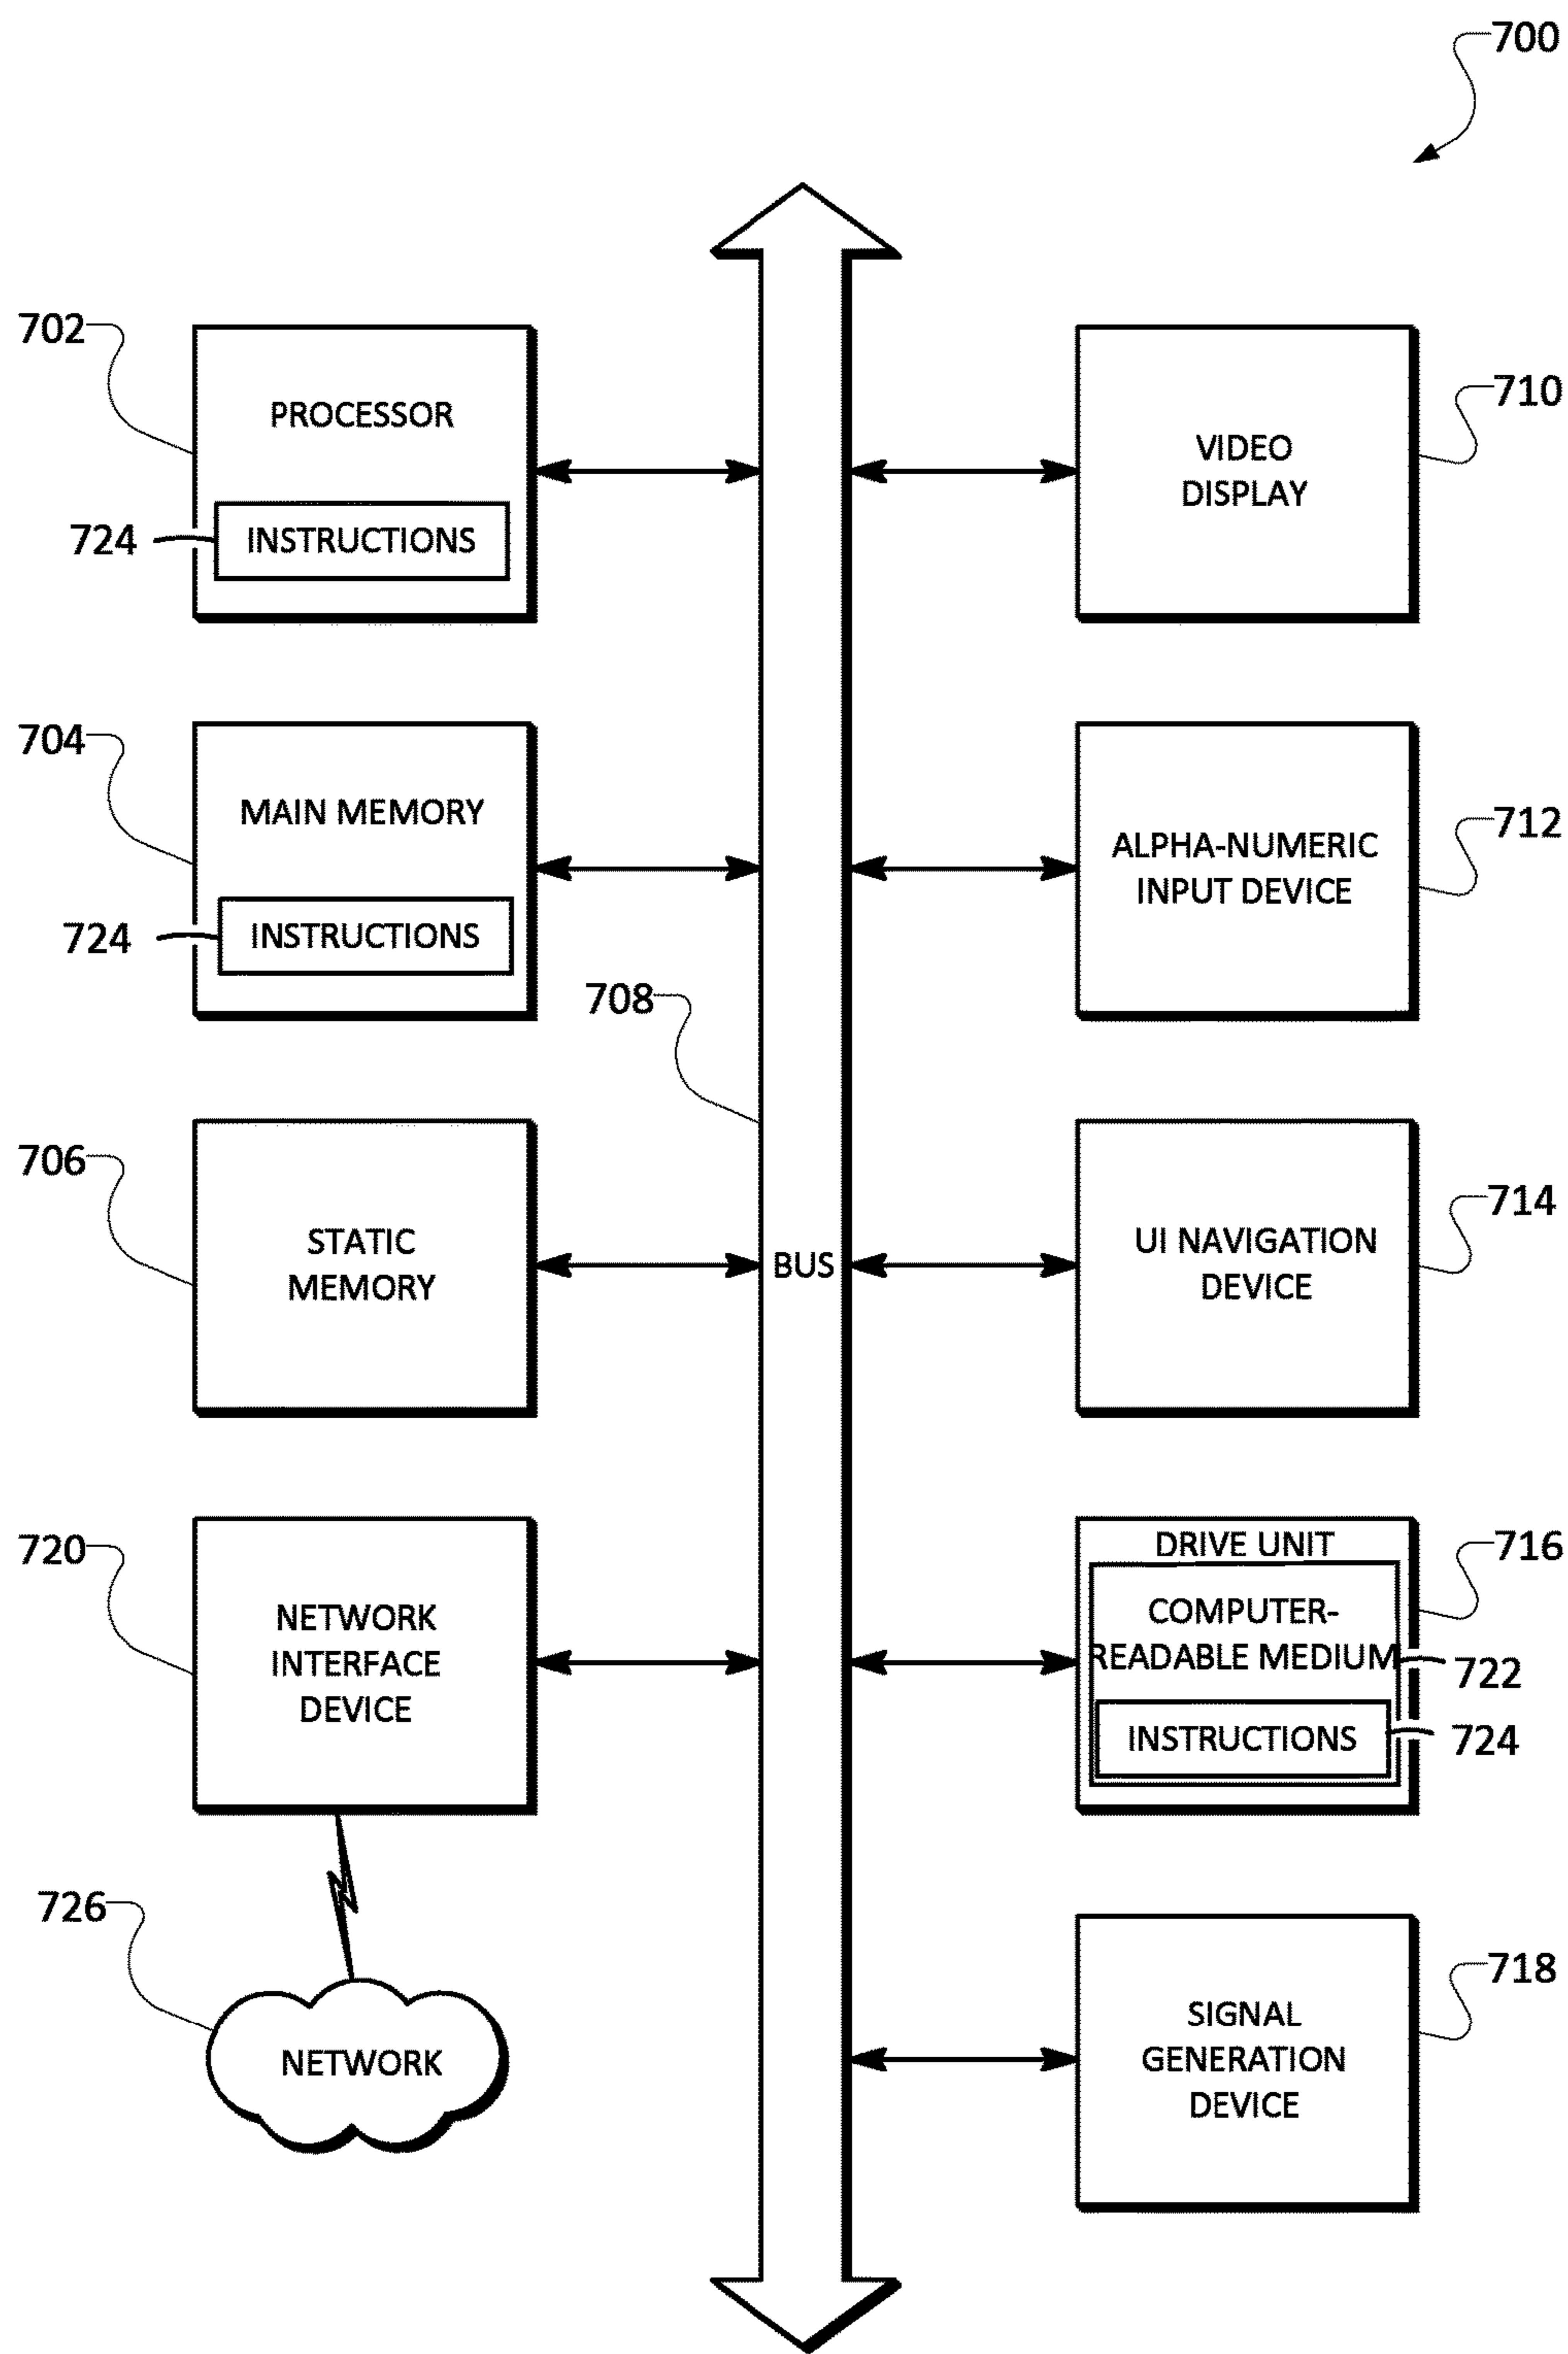 700
702
PROCESSOR
724
INSTRUCTIONS
710
VIDEO
DISPLAY
704
MAIN MEMORY
724
INSTRUCTIONS
712
ALPHA-NUMERIC
INPUT DEVICE
708
706
STATIC
MEMORY
BUS
714
UI NAVIGATION
DEVICE
720
NETWORK
INTERFACE
DEVICE
716
DRIVE UNIT
COMPUTER-
READABLE MEDIUM
722
INSTRUCTIONS
724
726
NETWORK
718
SIGNAL
GENERATION
DEVICE